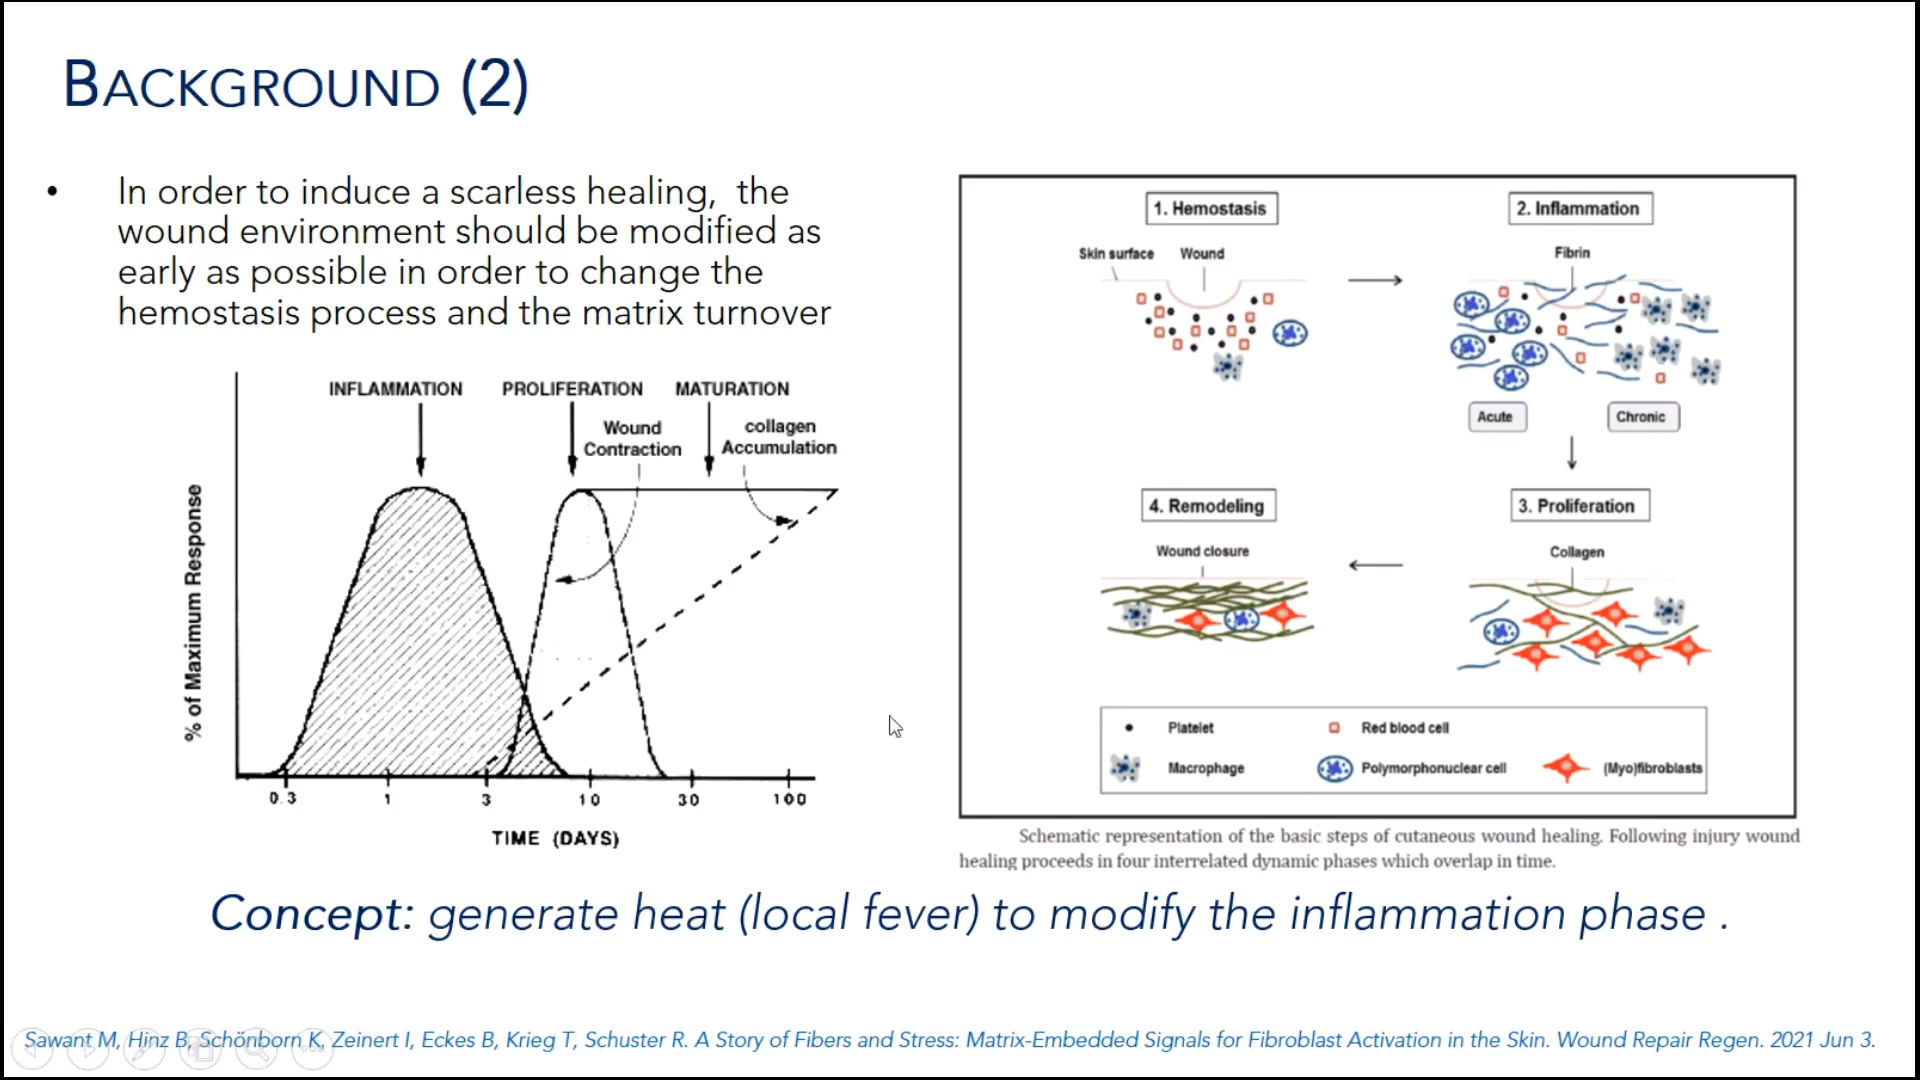 BACKGROUND (2)
• In order to induce a scarless healing, the
wound environment should be modified as
early as possible in order to change the
hemostasis process and the matrix turnover
INFLAMMATION PROLIFERATION MATURATION
Wound
Contraction
collagen
Accumulation
% of Maximum Response
0.3 1 3 10 30 100
TIME (DAYS)
1. Hemostasis
Skin surface Wound
2. Inflammation
Fibrin
Acute Chronic
4. Remodeling
Wound closure
3. Proliferation
Collagen
Platelet Red blood cell
Macrophage Polymorphonuclear cell (Myo)fibroblasts
Schematic representation of the basic steps of cutaneous wound healing. Following injury wound
healing proceeds in four interrelated dynamic phases which overlap in time.
Concept: generate heat (local fever) to modify the inflammation phase .
Sawant M, Hinz B, Schönborn K, Zeinert I, Eckes B, Krieg T, Schuster R. A Story of Fibers and Stress: Matrix-Embedded Signals for Fibroblast Activation in the Skin. Wound Repair Regen. 2021 Jun 3.